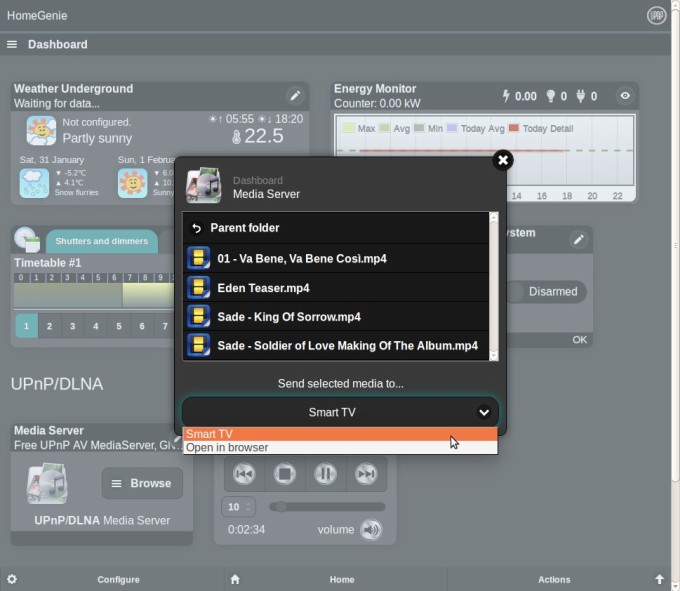 HomeGenie
UPnP
Dashboard
Weather Underground
Waiting for data...
Not configured.
Partly sunny
05:55 18:20
22.5
Sat, 31 January
-5.2°C
4.1°C
Snow flurries
Sun, 1 Februa
6.0
10.
Sunny
Energy Monitor
Counter: 0.00 kW
0.00 0 0
Max Avg Min Today Avg Today Detail
14 16 18 20 22
Dashboard
Media Server
Parent folder
01 - Va Bene, Va Bene Così.mp4
Eden Teaser.mp4
Sade - King Of Sorrow.mp4
Sade - Soldier of Love Making Of The Album.mp4
Send selected media to...
Smart TV
Smart TV
Open in browser
Shutters and dimmers
Timetable #1
0 1 2 3 4 5 6 7 8 9
1 2 3 4 5 6 7
ystem
Disarmed
OK
UPnP/DLNA
Media Server
Free UPnP AV MediaServer, GN...
Browse
UPnP/DLNA Media Server
10
0:02:34
volume
Configure
Home
Actions